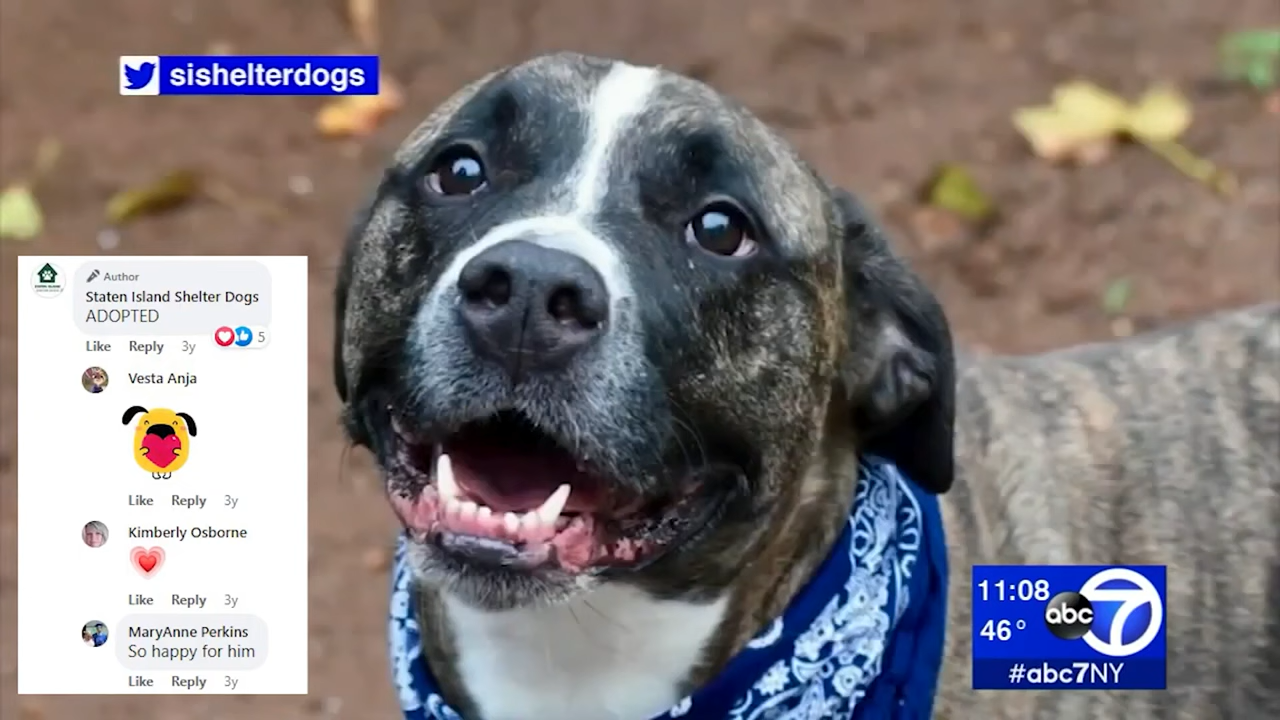 sishelterdogs
Author
Staten Island Shelter Dogs
ADOPTED
5
Like Reply 3y
Vesta Anja
Like Reply 3y
Kimberly Osborne
Like Reply 3y
MaryAnne Perkins
So happy for him
Like Reply 3y
11:08
46°
abc 7
#abc7NY